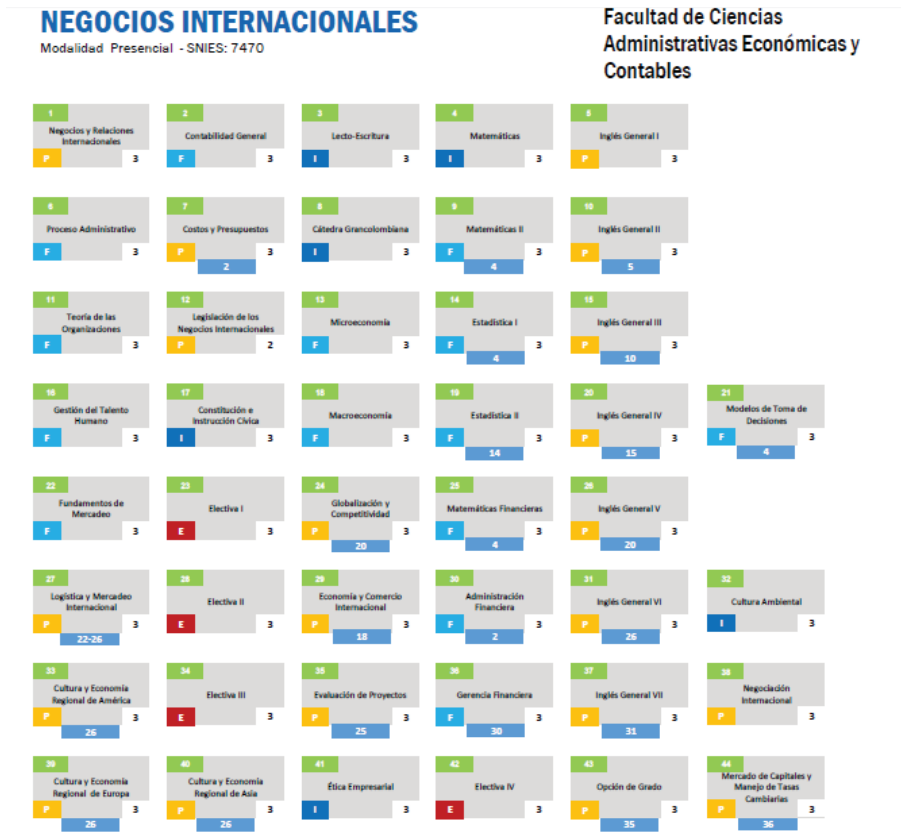 NEGOCIOS INTERNACIONALES
Modalidad Presencial - SNIES: 7470
Facultad de Ciencias
Administrativas Económicas y
Contables
1
Negocios y Relaciones
Internacionales
P 3
2
Contabilidad General
F 3
3
Lecto-Escritura
I 3
4
Matemáticas
I 3
5
Inglés General I
P 3
6
Proceso Administrativo
F 3
7
Costos y Presupuestos
P 3
2
8
Cátedra Grancolombiana
I 3
9
Matemáticas II
F 3
4
10
Inglés General II
P 3
5
11
Teoría de las
Organizaciones
F 3
12
Legislación de los
Negocios Internacionales
P 2
13
Microeconomía
F 3
14
Estadística I
F 3
4
15
Inglés General III
P 3
10
16
Gestión del Talento
Humano
F 3
17
Constitución e
Instrucción Cívica
I 3
18
Macroeconomía
F 3
19
Estadística II
F 3
14
20
Inglés General IV
P 3
15
21
Modelos de Toma de
Decisiones
F 3
4
22
Fundamentos de
Mercadeo
F 3
23
Electiva I
E 3
24
Globalización y
Competitividad
P 3
20
25
Matemáticas Financieras
F 3
4
26
Inglés General V
P 3
20
27
Logística y Mercadeo
Internacional
P 3
22-26
28
Electiva II
E 3
29
Economía y Comercio
Internacional
P 3
18
30
Administración
Financiera
F 3
2
31
Inglés General VI
P 3
26
32
Cultura Ambiental
I 3
33
Cultura y Economía
Regional de América
P 3
26
34
Electiva III
E 3
35
Evaluación de Proyectos
P 3
25
36
Gerencia Financiera
F 3
30
37
Inglés General VII
P 3
31
38
Negociación
Internacional
P 3
39
Cultura y Economía
Regional de Europa
P 3
26
40
Cultura y Economía
Regional de Asia
P 3
26
41
Ética Empresarial
I 3
42
Electiva IV
E 3
43
Opción de Grado
P 3
35
44
Mercado de Capitales y
Manejo de Tasas
Cambiarias
P 3
36